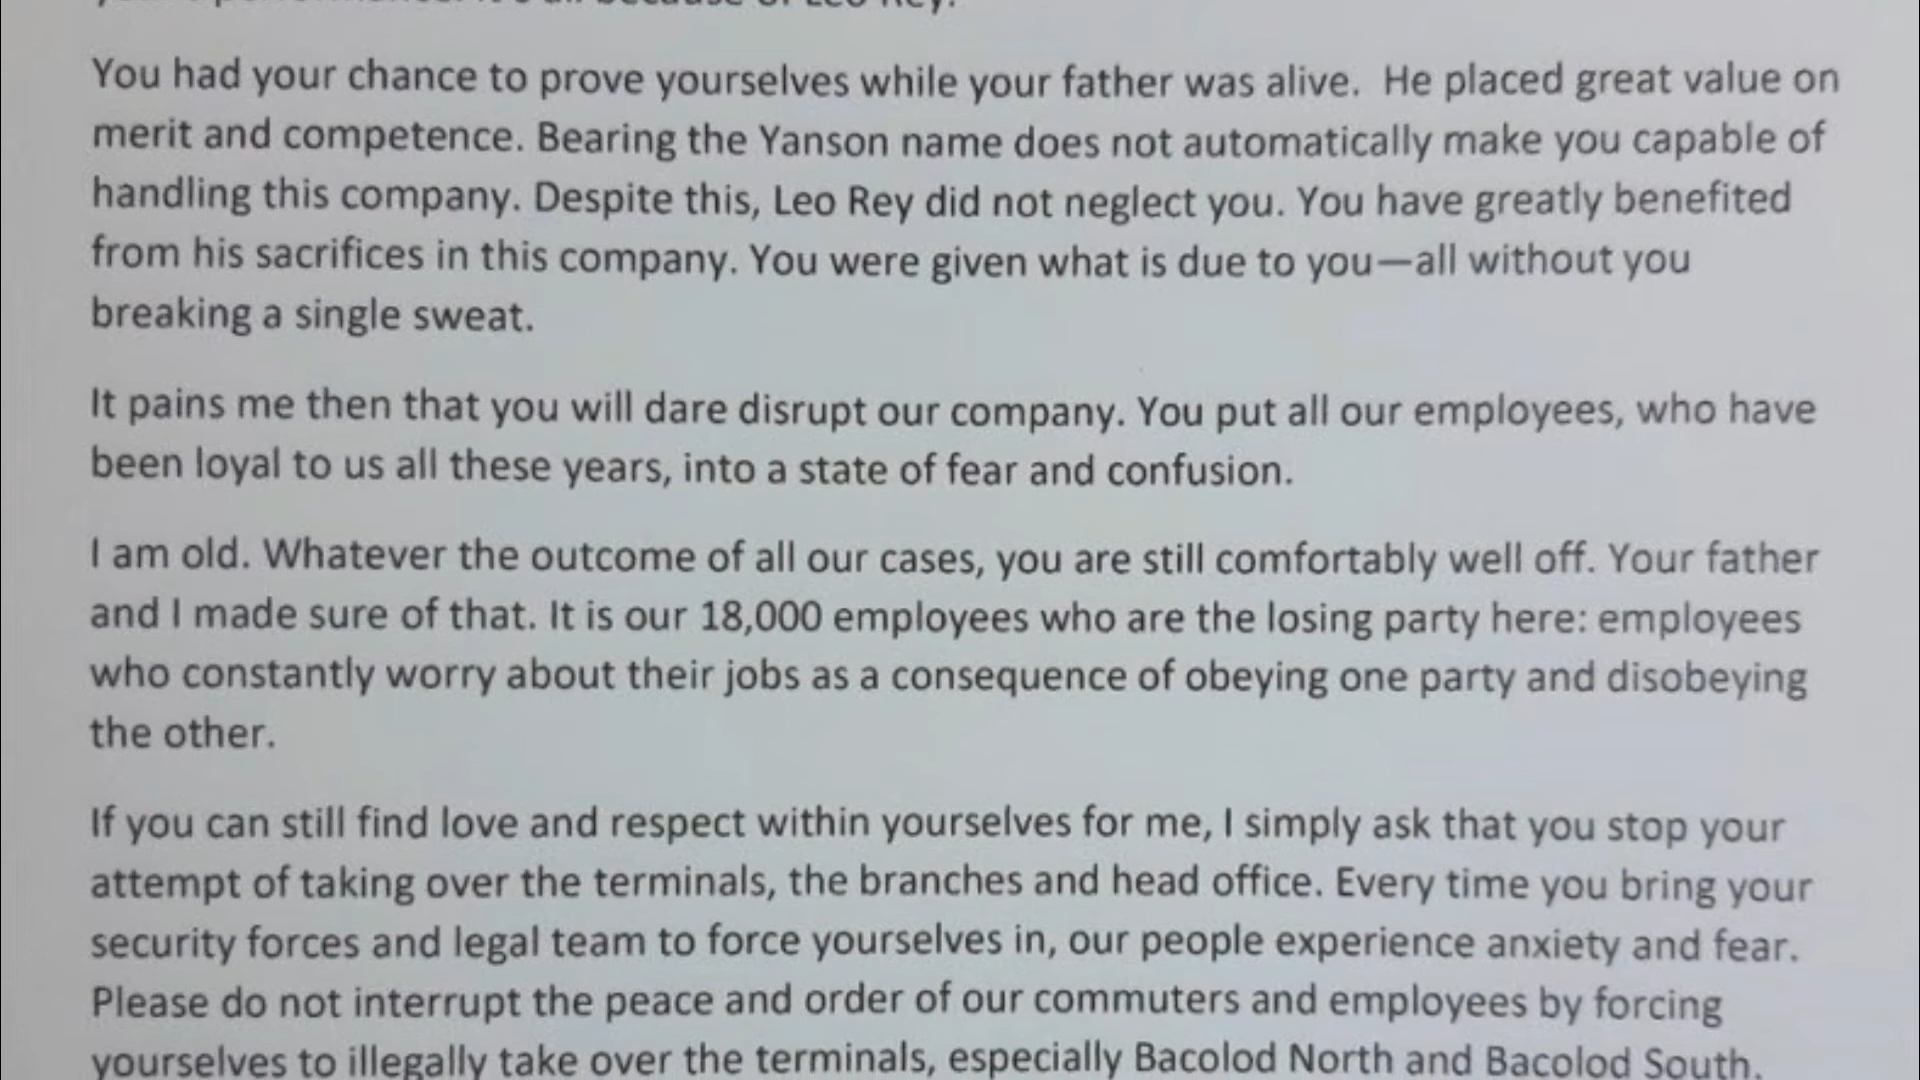 You had your chance to prove yourselves while your father was alive.  He placed great value on
merit and competence. Bearing the Yanson name does not automatically make you capable of
handling this company. Despite this, Leo Rey did not neglect you. You have greatly benefited
from his sacrifices in this company. You were given what is due to you—all without you
breaking a single sweat.
It pains me then that you will dare disrupt our company. You put all our employees, who have
been loyal to us all these years, into a state of fear and confusion.
I am old. Whatever the outcome of all our cases, you are still comfortably well off. Your father
and I made sure of that. It is our 18,000 employees who are the losing party here: employees
who constantly worry about their jobs as a consequence of obeying one party and disobeying
the other.
If you can still find love and respect within yourselves for me, I simply ask that you stop your
attempt of taking over the terminals, the branches and head office. Every time you bring your
security forces and legal team to force yourselves in, our people experience anxiety and fear.
Please do not interrupt the peace and order of our commuters and employees by forcing
yourselves to illegally take over the terminals, especially Bacolod North and Bacolod South.